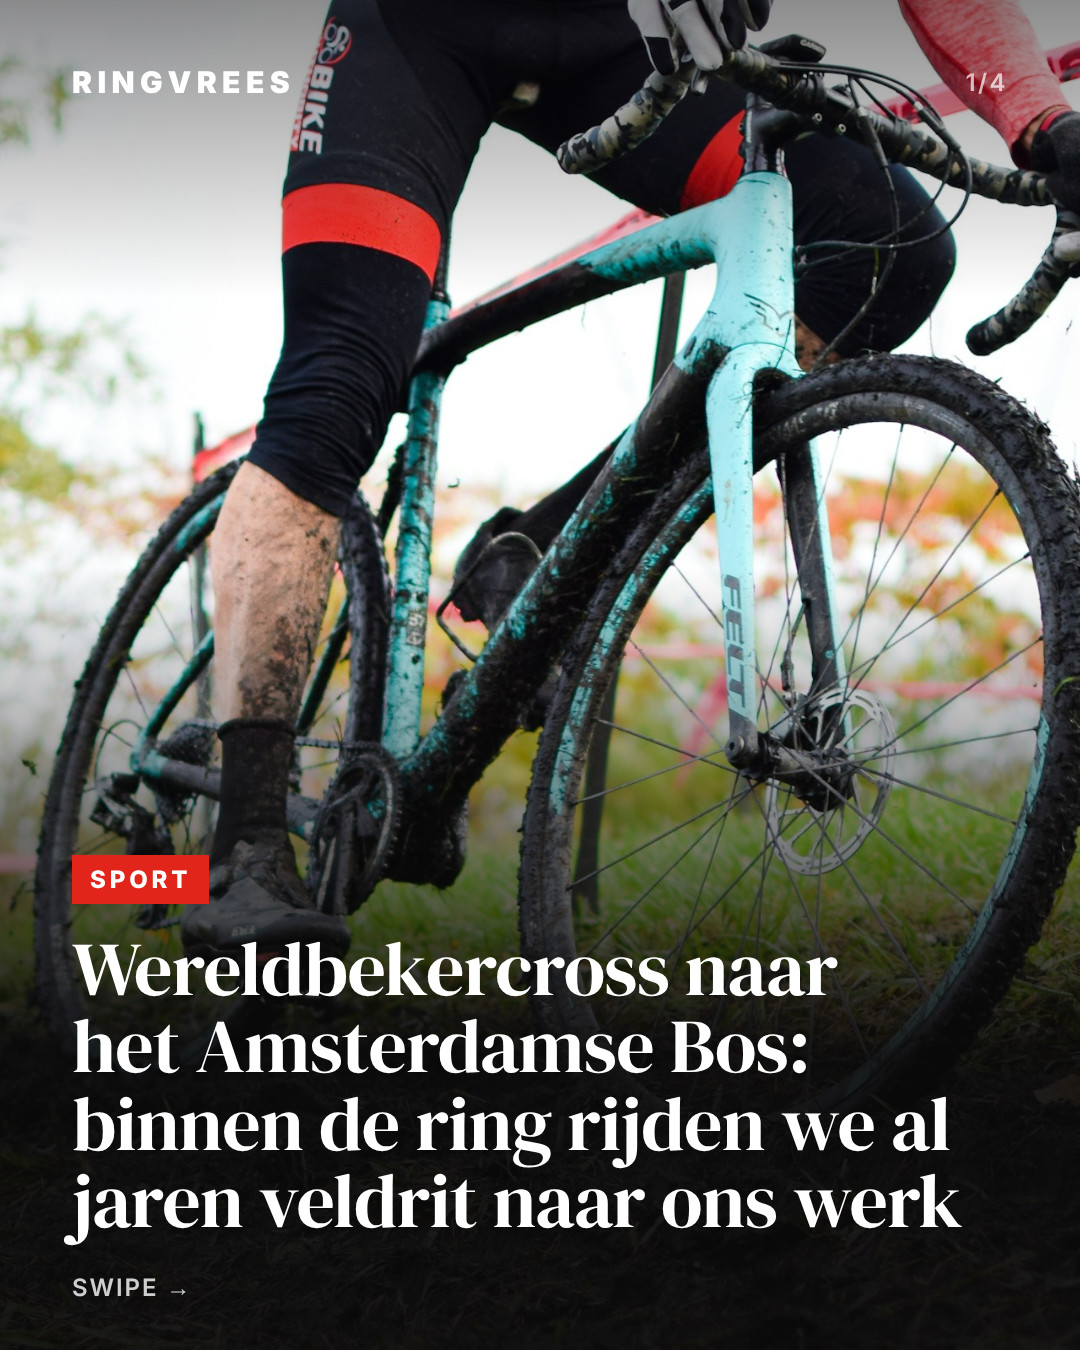 RINGVREES
1/4
BIKE
FELT
SPORT
Wereldbekercross naar
het Amsterdamse Bos:
binnen de ring rijden we al
jaren veldrit naar ons werk
SWIPE →